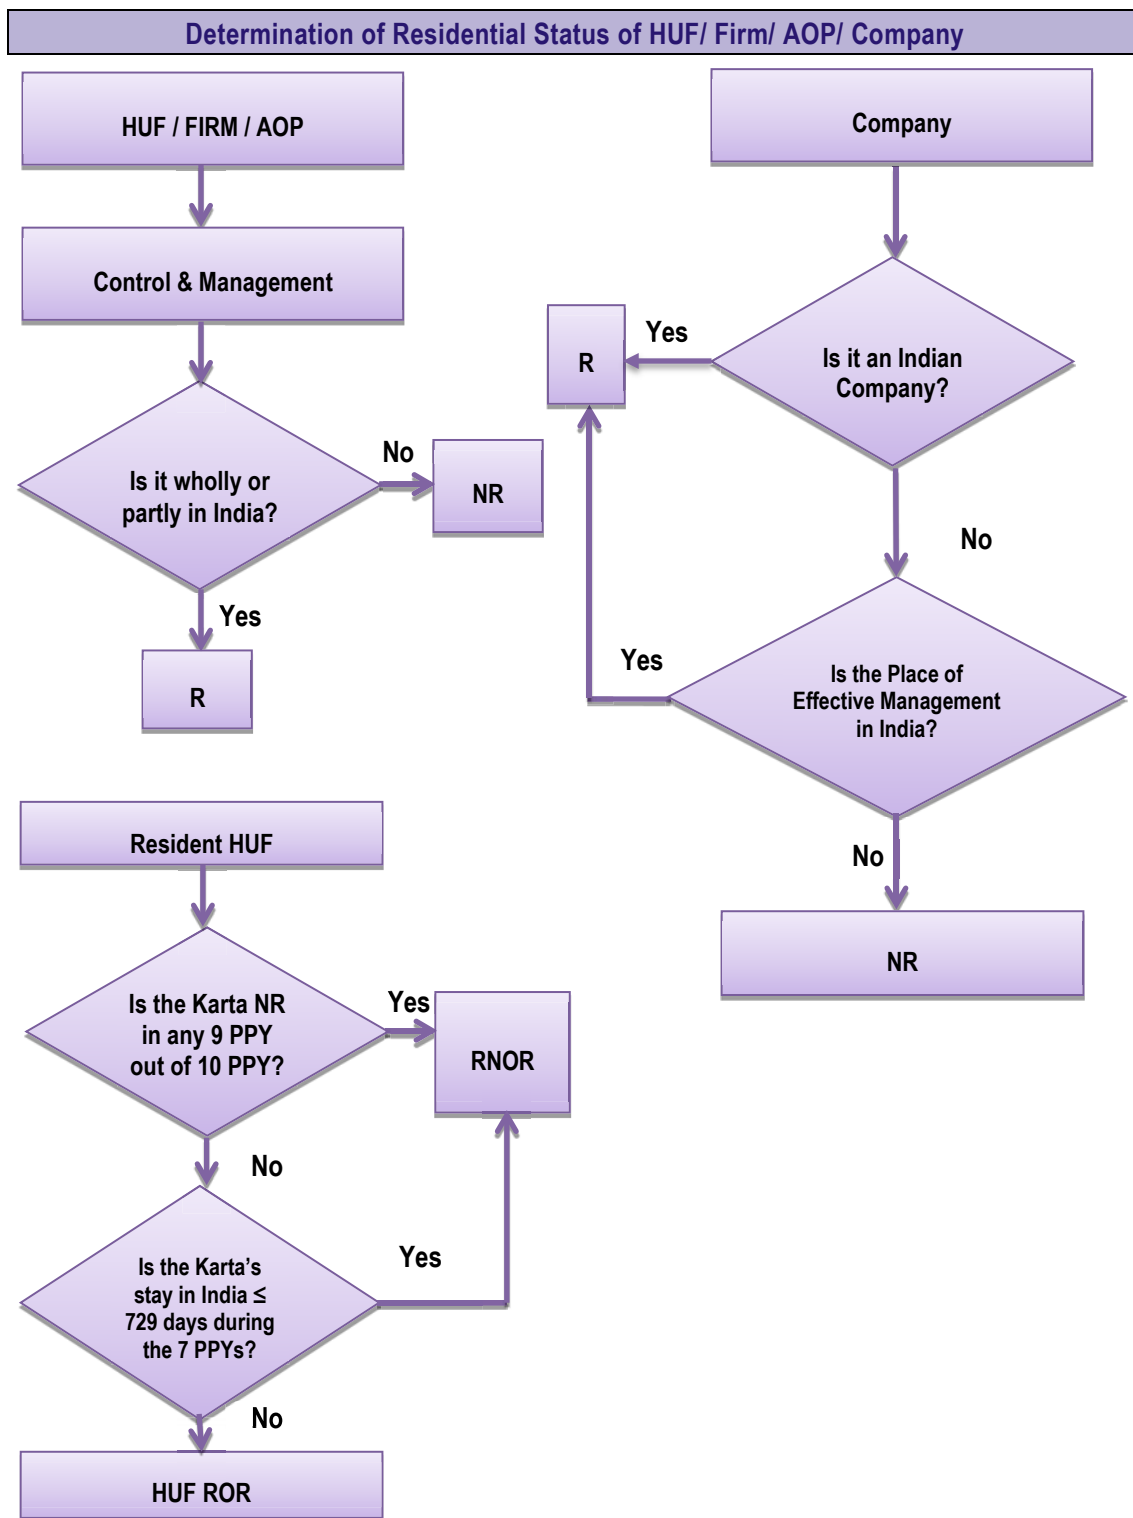 Determination of Residential Status of HUF/ Firm/ AOP/ Company
HUF / FIRM / AOP
Control & Management
Is it wholly or
partly in India?
No
NR
Yes
R
Company
Is it an Indian
Company?
Yes
R
No
Is the Place of
Effective Management
in India?
Yes
No
NR
Resident HUF
Is the Karta NR
in any 9 PPY
out of 10 PPY?
Yes
RNOR
No
Is the Karta’s
stay in India ≤
729 days during
the 7 PPYs?
Yes
No
HUF ROR